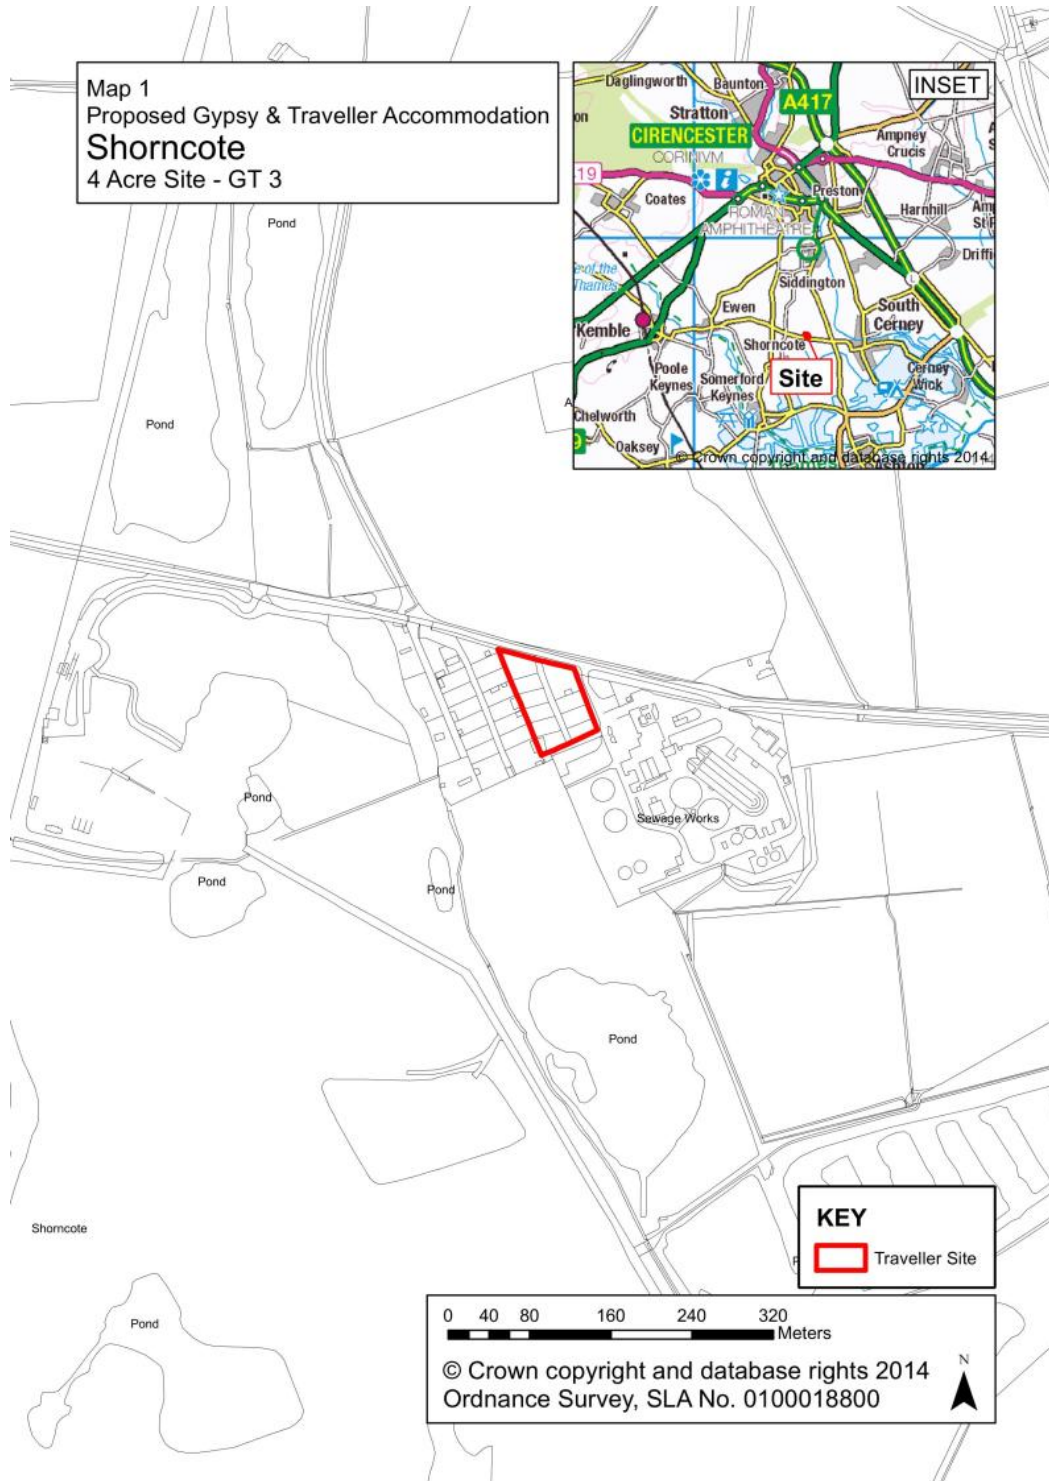 Map 1
Proposed Gypsy & Traveller Accommodation
Shorncote
4 Acre Site - GT 3
INSET
Daglingworth
Baunton
A417
Stratton
CIRENCESTER
CORINIVM
Ampney
Crucis
Coates
Preston
ROMAN
AMPHITHEATRE
Harnhill
Siddington
Ewen
South
Cerney
Kemble
Shorncote
Site
Poole
Keynes
Somerford
Keynes
Cerney
Wick
Chelworth
Oaksey
© Crown copyright and database rights 2014
Pond
Pond
Pond
Sewage Works
Pond
Pond
Pond
Shorncote
Pond
KEY
Traveller Site
0 40 80 160 240 320
Meters
© Crown copyright and database rights 2014
Ordnance Survey, SLA No. 0100018800
N